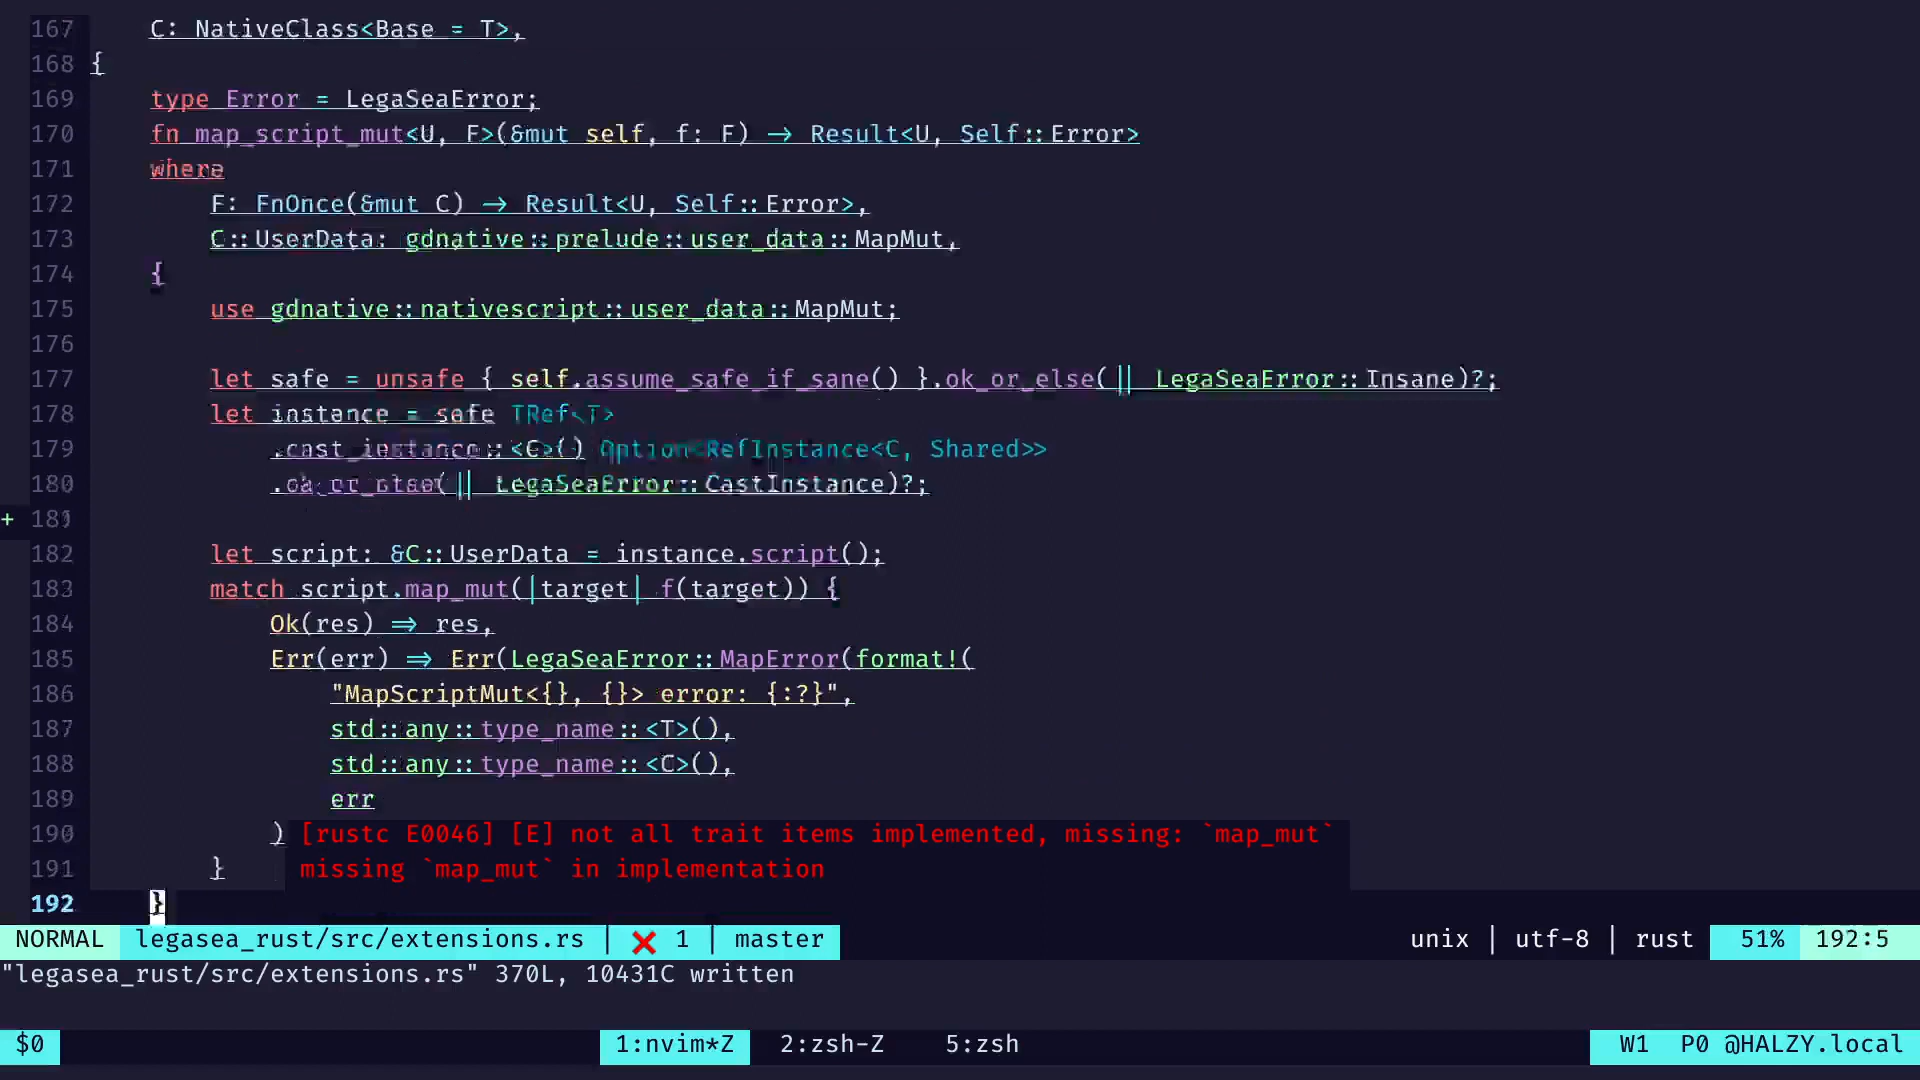 167 C: NativeClass<Base = T>,
168 {
169 type Error = LegaSeaError;
170 fn map_script_mut<U, F>(&mut self, f: F) -> Result<U, Self::Error>
171 where
172 F: FnOnce(&mut C) -> Result<U, Self::Error>,
173 C::UserData: gdnative::prelude::user_data::MapMut,
174 {
175 use gdnative::nativescript::user_data::MapMut;
176
177 let safe = unsafe { self.assume_safe_if_sane() }.ok_or_else(|| LegaSeaError::Insane)?;
178 let instance = safe TRef<T>
179 .cast_instance::<C>() Option<RefInstance<C, Shared>>
180 .ok_or_else(|| LegaSeaError::CastInstance)?;
+ 181
182 let script: &C::UserData = instance.script();
183 match script.map_mut(|target| f(target)) {
184 Ok(res) => res,
185 Err(err) => Err(LegaSeaError::MapError(format!(
186 "MapScriptMut<{}, {}> error: {:?}",
187 std::any::type_name::<T>(),
188 std::any::type_name::<C>(),
189 err
190 ) [rustc E0046] [E] not all trait items implemented, missing: `map_mut`
191 } missing `map_mut` in implementation
192 }
NORMAL legasea_rust/src/extensions.rs | ❌ 1 | master unix | utf-8 | rust 51% 192:5
"legasea_rust/src/extensions.rs" 370L, 10431C written
$0 1:nvim*Z 2:zsh-Z 5:zsh W1 P0 @HALZY.local